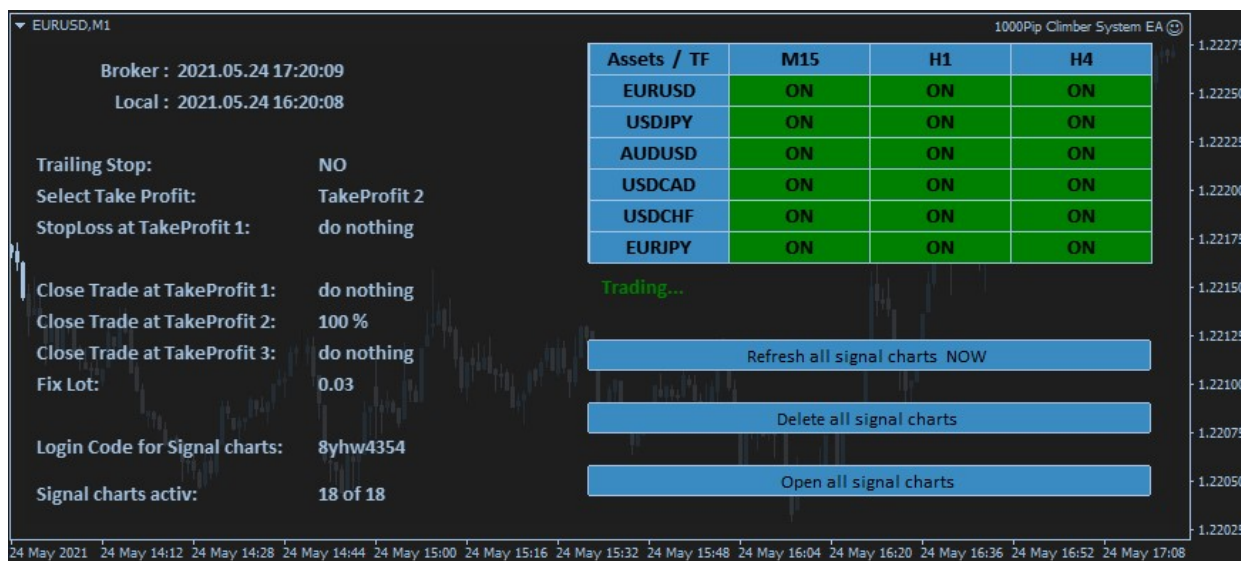 EURUSD,M1
1000Pip Climber System EA
Broker : 2021.05.24 17:20:09
Local : 2021.05.24 16:20:08
Trailing Stop: NO
Select Take Profit: TakeProfit 2
StopLoss at TakeProfit 1: do nothing
Close Trade at TakeProfit 1: do nothing
Close Trade at TakeProfit 2: 100 %
Close Trade at TakeProfit 3: do nothing
Fix Lot: 0.03
Login Code for Signal charts: 8yhw4354
Signal charts activ: 18 of 18
Assets / TF M15 H1 H4
EURUSD ON ON ON
USDJPY ON ON ON
AUDUSD ON ON ON
USDCAD ON ON ON
USDCHF ON ON ON
EURJPY ON ON ON
Trading...
Refresh all signal charts NOW
Delete all signal charts
Open all signal charts
1.22275
1.22250
1.22225
1.22200
1.22175
1.22150
1.22125
1.22100
1.22075
1.22050
1.22025
24 May 2021 24 May 14:12 24 May 14:28 24 May 14:44 24 May 15:00 24 May 15:16 24 May 15:32 24 May 15:48 24 May 16:04 24 May 16:20 24 May 16:36 24 May 16:52 24 May 17:08